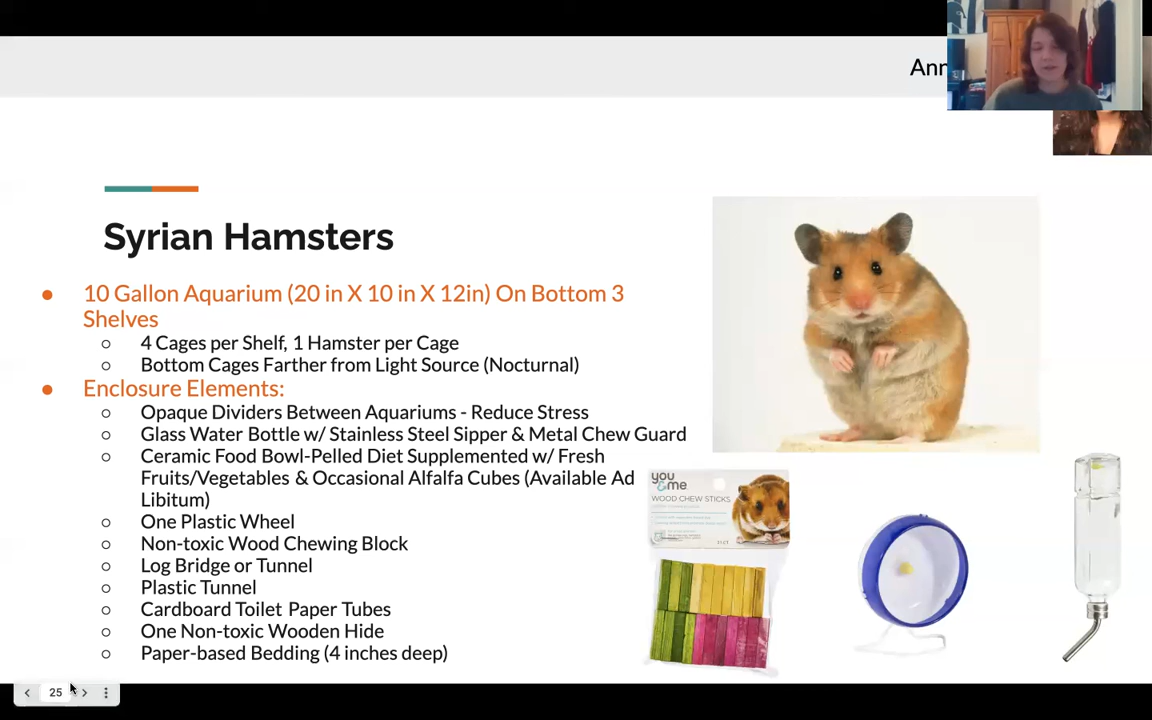 Ann
Syrian Hamsters
● 10 Gallon Aquarium (20 in X 10 in X 12in) On Bottom 3
Shelves
○ 4 Cages per Shelf, 1 Hamster per Cage
○ Bottom Cages Farther from Light Source (Nocturnal)
● Enclosure Elements:
○ Opaque Dividers Between Aquariums - Reduce Stress
○ Glass Water Bottle w/ Stainless Steel Sipper & Metal Chew Guard
○ Ceramic Food Bowl-Pelled Diet Supplemented w/ Fresh
Fruits/Vegetables & Occasional Alfalfa Cubes (Available Ad
Libitum)
○ One Plastic Wheel
○ Non-toxic Wood Chewing Block
○ Log Bridge or Tunnel
○ Plastic Tunnel
○ Cardboard Toilet Paper Tubes
○ One Non-toxic Wooden Hide
○ Paper-based Bedding (4 inches deep)
you
&me
WOOD CHEW STICKS
25